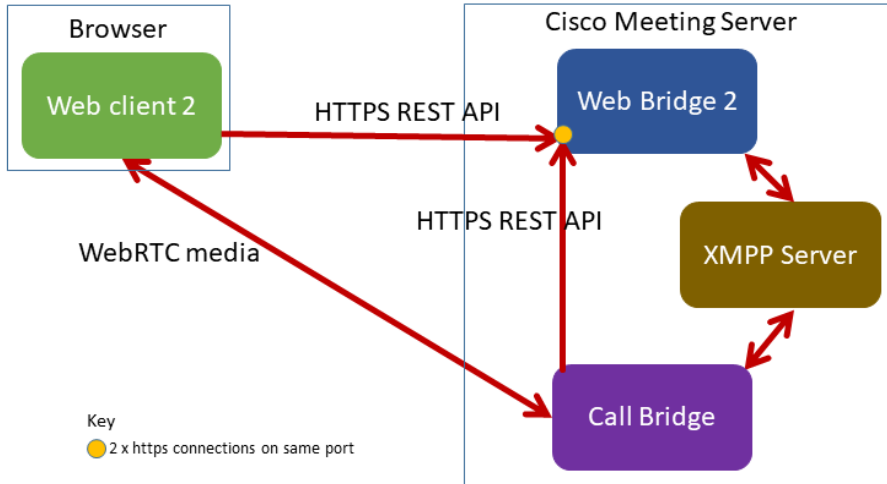 Browser
Cisco Meeting Server
Web client 2
Web Bridge 2
HTTPS REST API
HTTPS REST API
WebRTC media
XMPP Server
Call Bridge
Key
2 x https connections on same port